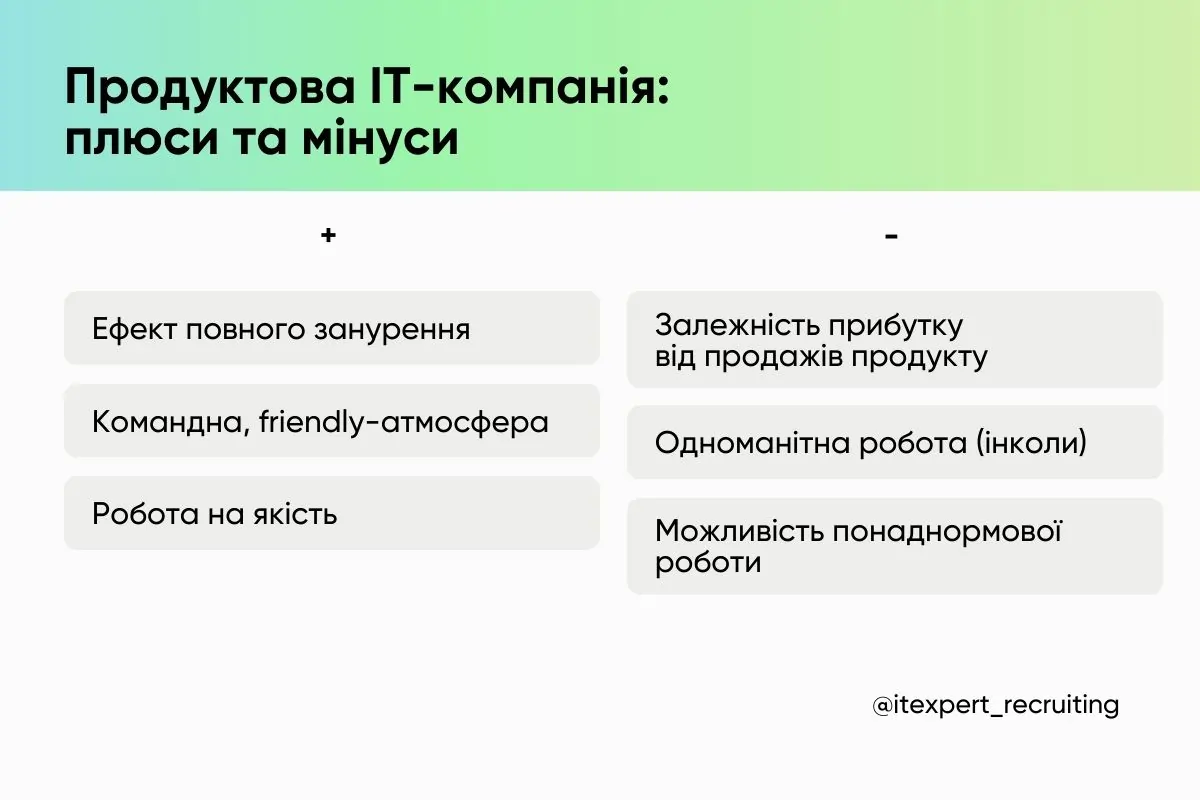 Продуктова ІТ-компанія:
плюси та мінуси
+
Ефект повного занурення
Командна, friendly-атмосфера
Робота на якість
-
Залежність прибутку
від продажів продукту
Одноманітна робота (інколи)
Можливість понаднормової
роботи
@itexpert_recruiting